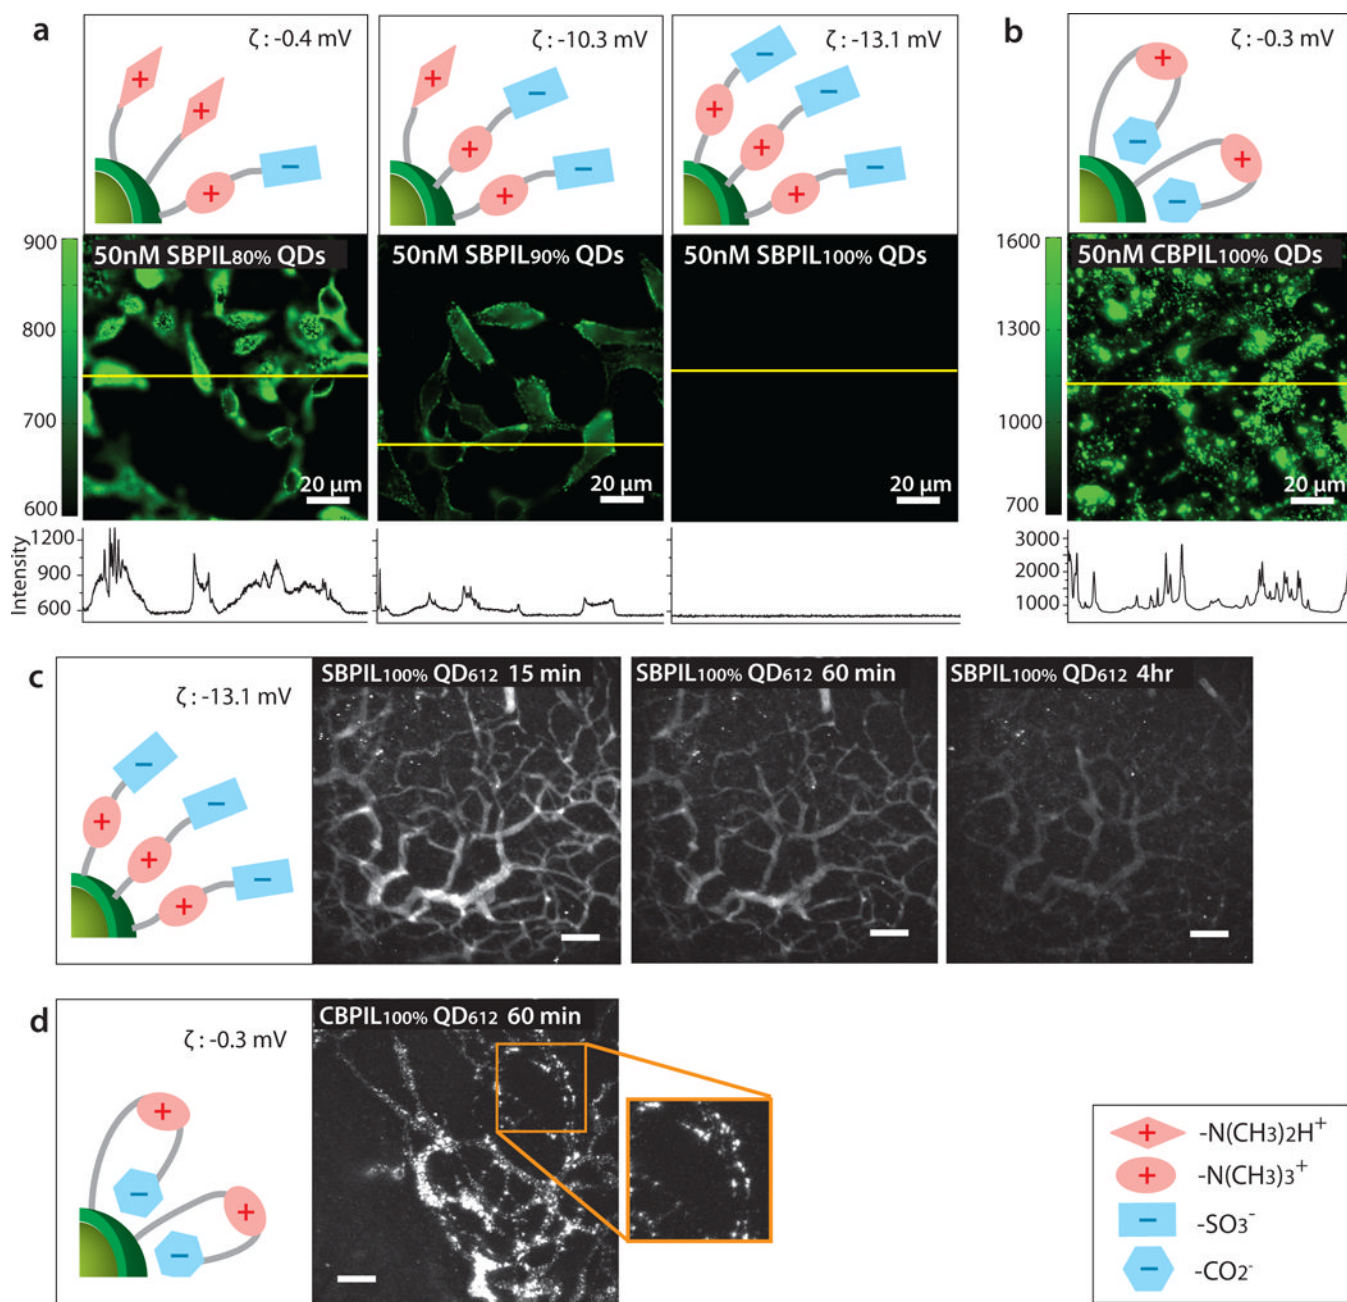 a
ζ : -0.4 mV
ζ : -10.3 mV
ζ : -13.1 mV
b
ζ : -0.3 mV
+
+
+
−
+
+
−
+
−
+
−
+
−
+
−
+
−
+
−
900
800
700
600
50nM SBPIL80% QDs
20 µm
50nM SBPIL90% QDs
20 µm
50nM SBPIL100% QDs
20 µm
1600
1300
1000
700
50nM CBPIL100% QDs
20 µm
Intensity
1200
900
600
3000
2000
1000
c
ζ : -13.1 mV
−
+
−
+
−
+
SBPIL100% QD612 15 min
SBPIL100% QD612 60 min
SBPIL100% QD612 4hr
d
ζ : -0.3 mV
+
−
+
−
CBPIL100% QD612 60 min
+ -N(CH3)2H+
+ -N(CH3)3+
− -SO3-
− -CO2-